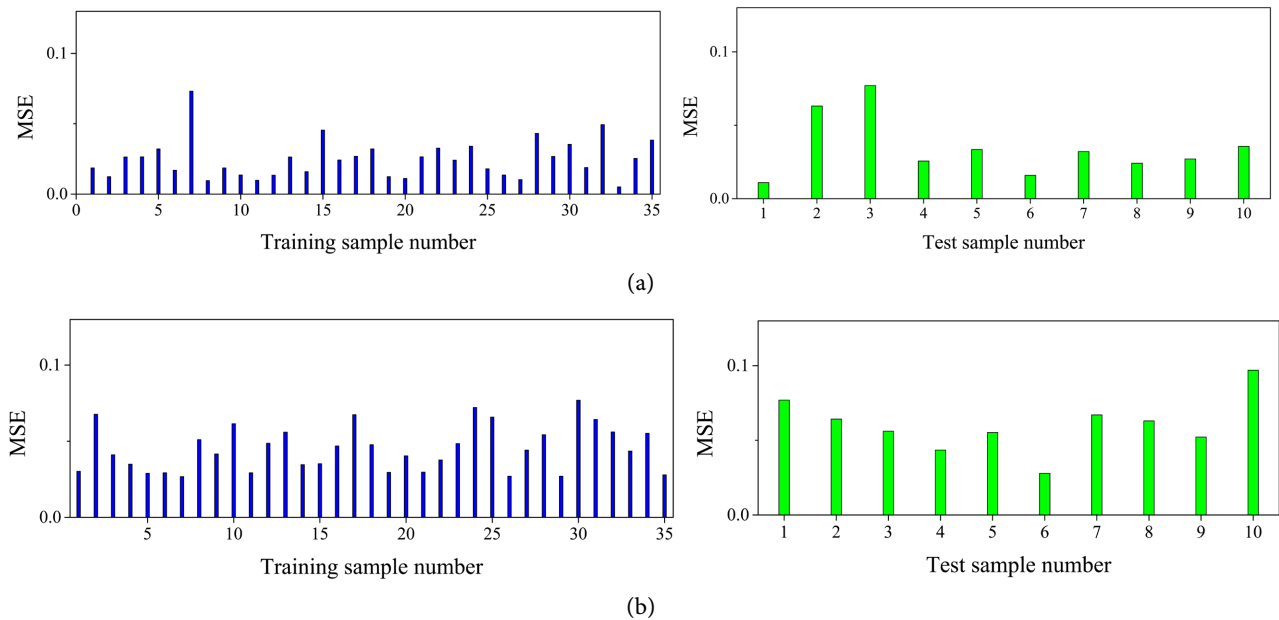 MSE
0.1
0.0
0 5 10 15 20 25 30 35
Training sample number
MSE
0.1
0.0
1 2 3 4 5 6 7 8 9 10
Test sample number
(a)
MSE
0.1
0.0
5 10 15 20 25 30 35
Training sample number
MSE
0.1
0.0
1 2 3 4 5 6 7 8 9 10
Test sample number
(b)